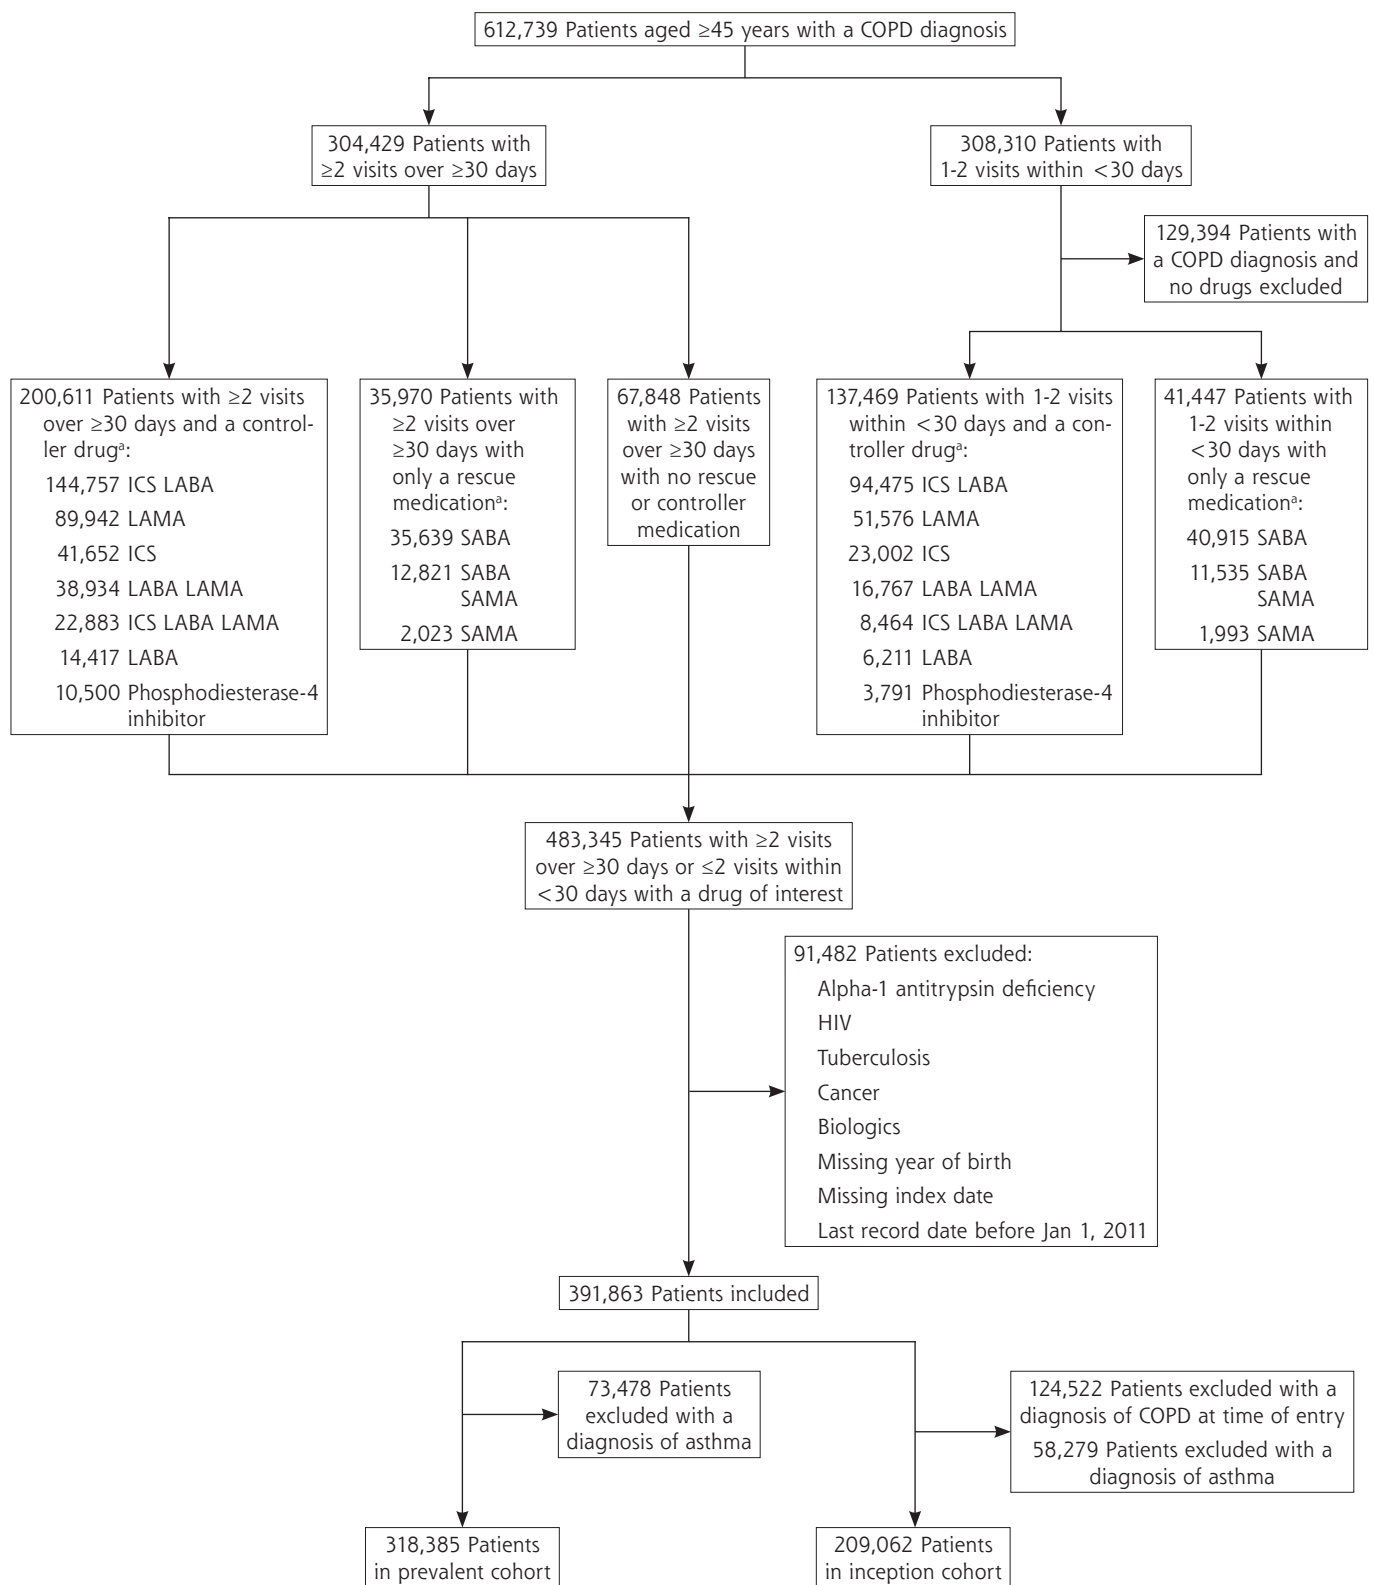 612,739 Patients aged ≥45 years with a COPD diagnosis
304,429 Patients with
≥2 visits over ≥30 days
308,310 Patients with
1-2 visits within <30 days
129,394 Patients with
a COPD diagnosis and
no drugs excluded
200,611 Patients with ≥2 visits
over ≥30 days and a control-
ler drugᵃ:
144,757 ICS LABA
89,942 LAMA
41,652 ICS
38,934 LABA LAMA
22,883 ICS LABA LAMA
14,417 LABA
10,500 Phosphodiesterase-4
inhibitor
35,970 Patients with
≥2 visits over
≥30 days with
only a rescue
medicationᵃ:
35,639 SABA
12,821 SABA
SAMA
2,023 SAMA
67,848 Patients
with ≥2 visits
over ≥30 days
with no rescue
or controller
medication
137,469 Patients with 1-2 visits
within <30 days and a con-
troller drugᵃ:
94,475 ICS LABA
51,576 LAMA
23,002 ICS
16,767 LABA LAMA
8,464 ICS LABA LAMA
6,211 LABA
3,791 Phosphodiesterase-4
inhibitor
41,447 Patients with
1-2 visits within
<30 days with
only a rescue
medicationᵃ:
40,915 SABA
11,535 SABA
SAMA
1,993 SAMA
483,345 Patients with ≥2 visits
over ≥30 days or ≤2 visits within
<30 days with a drug of interest
91,482 Patients excluded:
Alpha-1 antitrypsin deficiency
HIV
Tuberculosis
Cancer
Biologics
Missing year of birth
Missing index date
Last record date before Jan 1, 2011
391,863 Patients included
73,478 Patients
excluded with a
diagnosis of asthma
124,522 Patients excluded with a
diagnosis of COPD at time of entry
58,279 Patients excluded with a
diagnosis of asthma
318,385 Patients
in prevalent cohort
209,062 Patients
in inception cohort